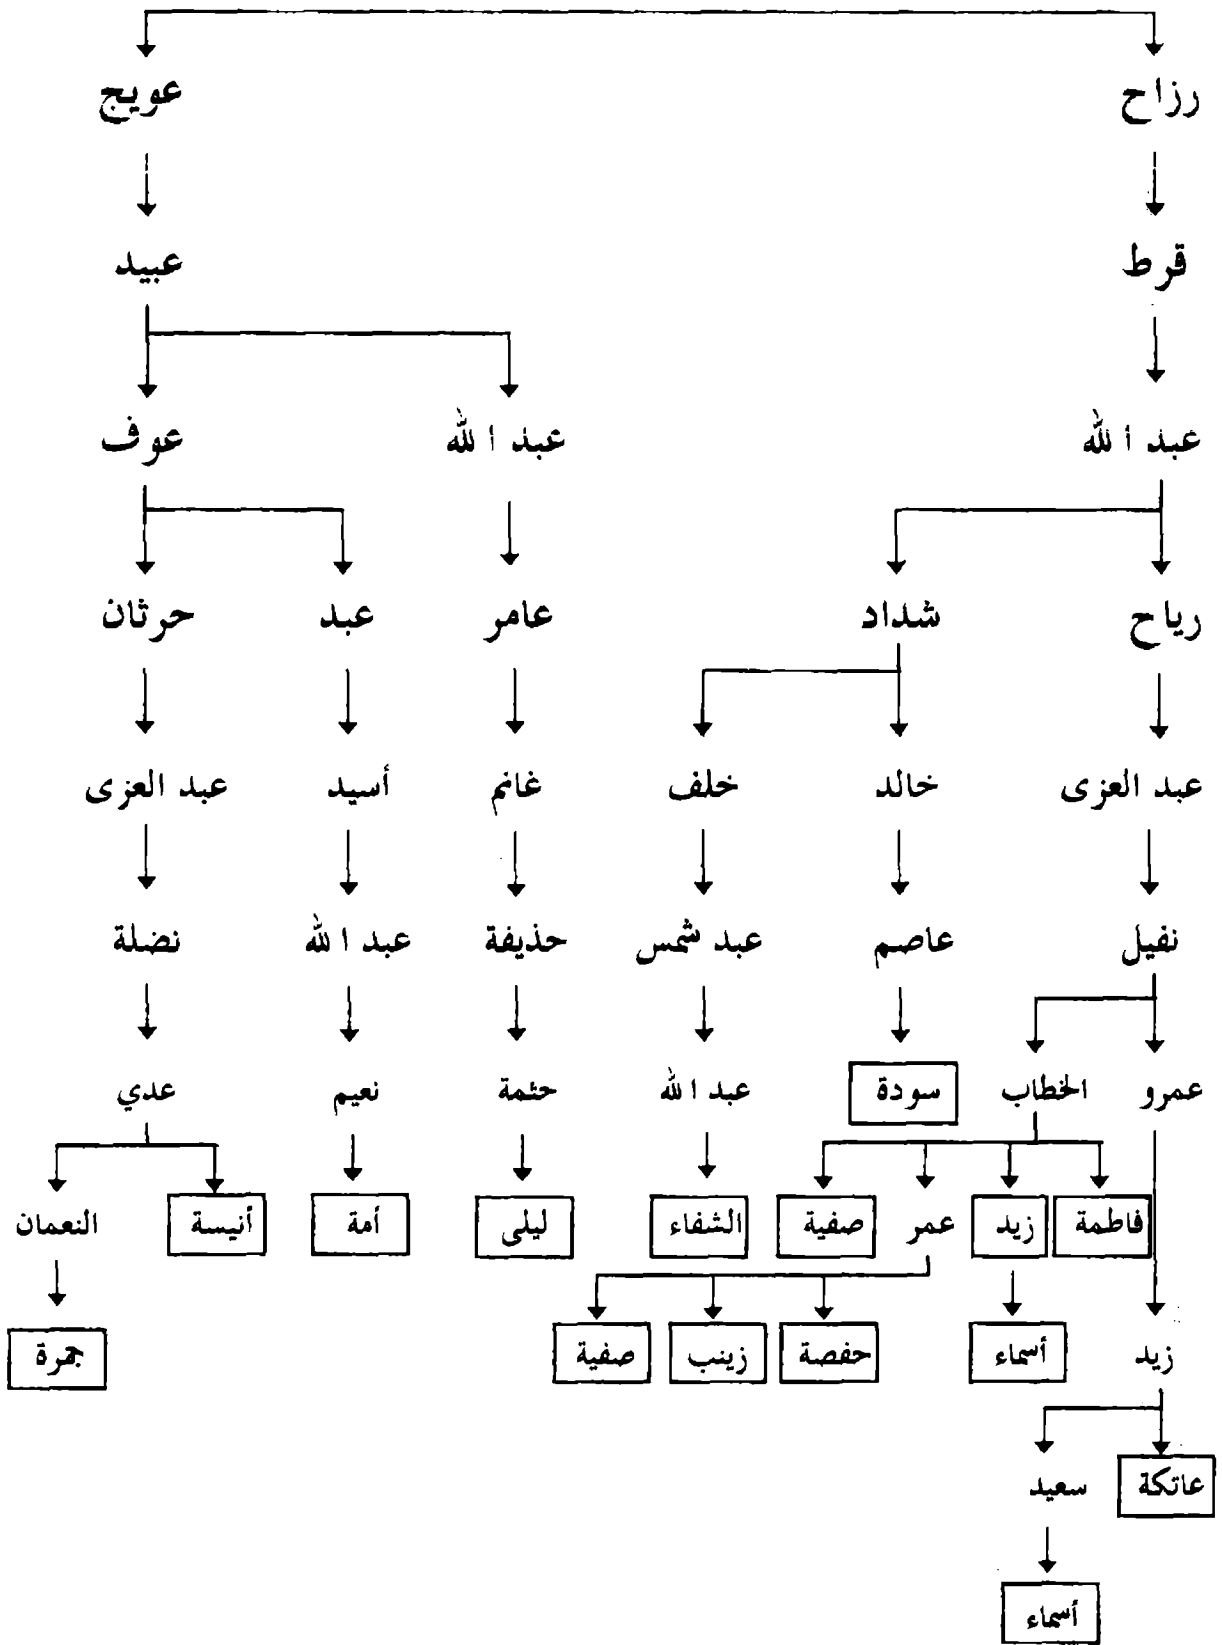 رزاح عويج
قرط عبيد
عبد الله عبد الله عوف
رياح شداد عامر عبد حرثان
عبد العزى خالد خلف غانم أسيد عبد العزى
نفيل عاصم عبد شمس حذيفة عبد الله نضلة
عمرو الخطاب سودة عبد الله حثمة نعيم عدي
فاطمة زيد عمر صفية الشفاء ليلى أمة أنيسة النعمان
زيد أسماء حفصة زينب صفية جمرة
عاتكة سعيد
أسماء